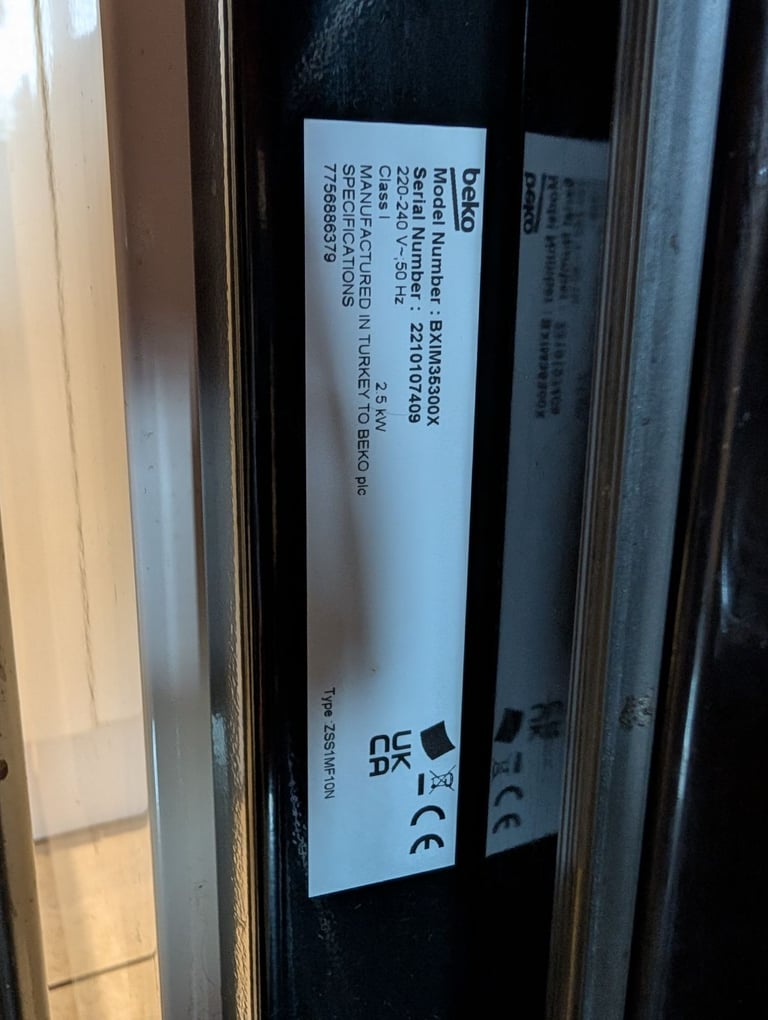 beko
Model Number : BXIM35300X
Serial Number : 2210107409
220-240 V~,50 Hz
2.5 kW
Class I
MANUFACTURED IN TURKEY TO BEKO plc
SPECIFICATIONS
7756886379
Type :ZSS1MF10N
CE
UK
CA